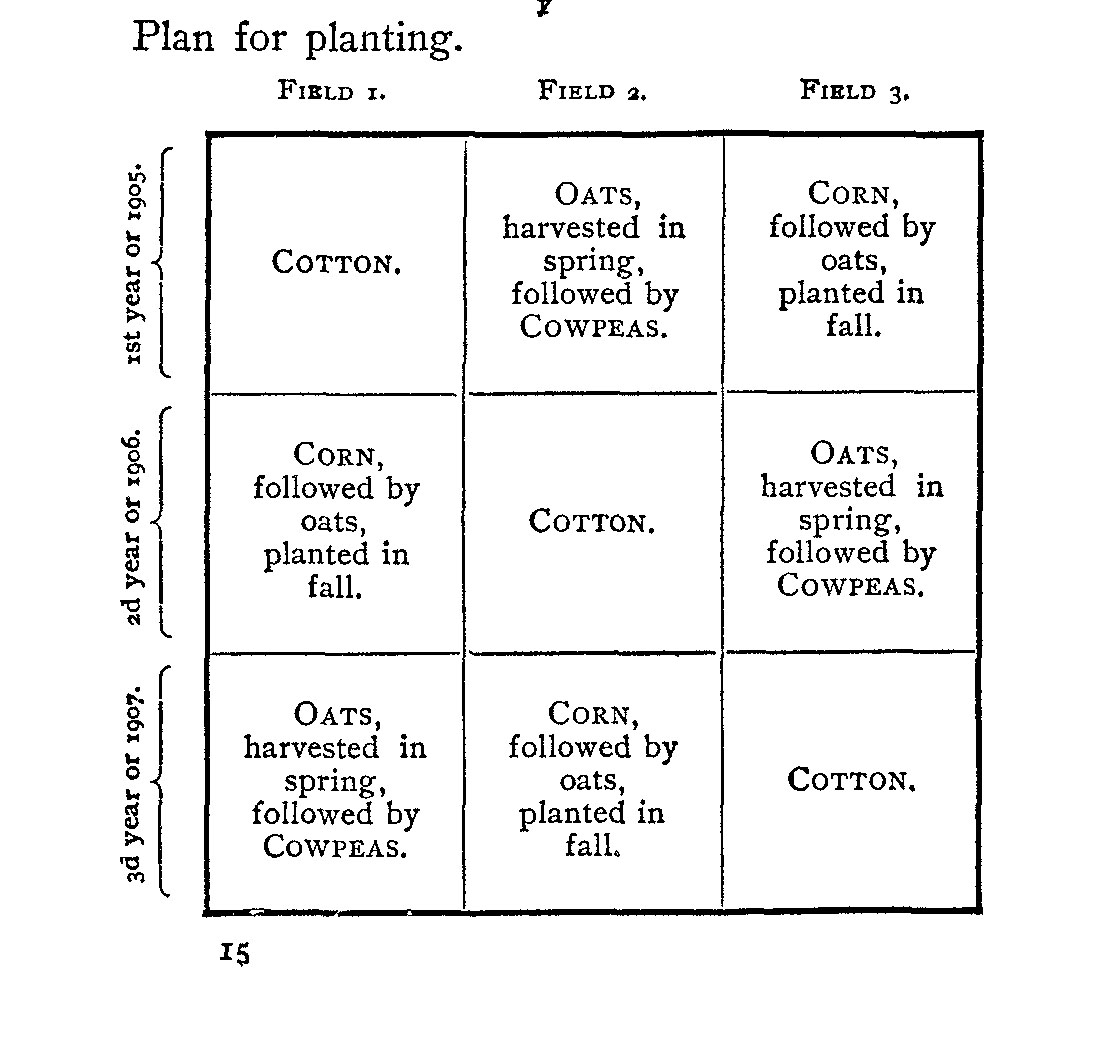 Plan for planting.
FIELD 1.
FIELD 2.
FIELD 3.
1st year or 1905.
COTTON.
OATS,
harvested in
spring,
followed by
COWPEAS.
CORN,
followed by
oats,
planted in
fall.
2d year or 1906.
CORN,
followed by
oats,
planted in
fall.
COTTON.
OATS,
harvested in
spring,
followed by
COWPEAS.
3d year or 1907.
OATS,
harvested in
spring,
followed by
COWPEAS.
CORN,
followed by
oats,
planted in
fall.
COTTON.
15